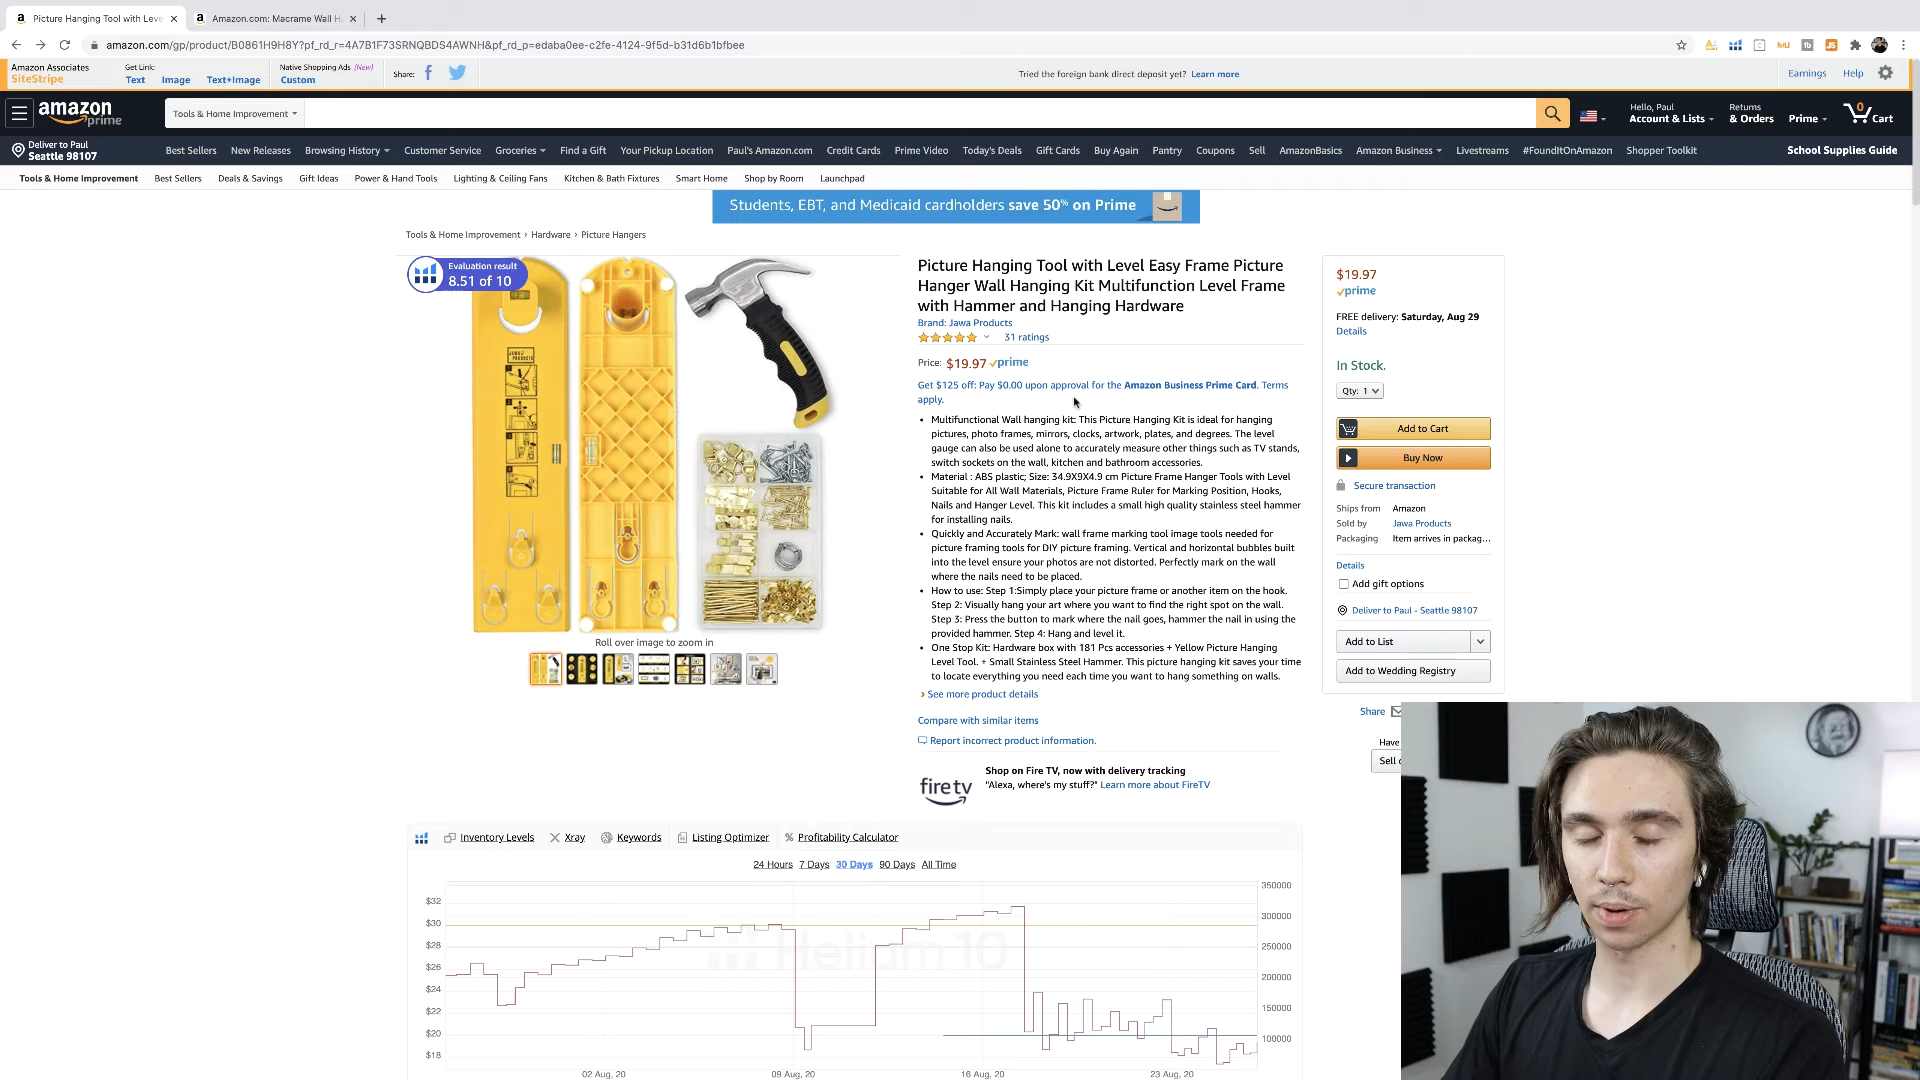 Picture Hanging Tool with Leve
Amazon.com: Macrame Wall H
amazon.com/gp/product/B0861H9H8Y?pf_rd_r=4A7B1F73SRNQBDS4AWNH&pf_rd_p=edaba0ee-c2fe-4124-9f5d-b31d6b1bfbee
Amazon Associates
SiteStripe
Get Link:
Text Image Text+Image
Native Shopping Ads (New)
Custom
Share:
Tried the foreign bank direct deposit yet? Learn more
Earnings Help
amazon prime
Tools & Home Improvement
Hello, Paul
Account & Lists
Returns
& Orders
Prime
0
Cart
Deliver to Paul
Seattle 98107
Best Sellers New Releases Browsing History Customer Service Groceries Find a Gift Your Pickup Location Paul's Amazon.com Credit Cards Prime Video Today's Deals Gift Cards Buy Again Pantry Coupons Sell AmazonBasics Amazon Business Livestreams #FoundItOnAmazon Shopper Toolkit
School Supplies Guide
Tools & Home Improvement Best Sellers Deals & Savings Gift Ideas Power & Hand Tools Lighting & Ceiling Fans Kitchen & Bath Fixtures Smart Home Shop by Room Launchpad
Students, EBT, and Medicaid cardholders save 50% on Prime
Tools & Home Improvement › Hardware › Picture Hangers
Evaluation result
8.51 of 10
JAWA
PRODUCTS
Roll over image to zoom in
Picture Hanging Tool with Level Easy Frame Picture
Hanger Wall Hanging Kit Multifunction Level Frame
with Hammer and Hanging Hardware
Brand: Jawa Products
31 ratings
Price: $19.97 prime
Get $125 off: Pay $0.00 upon approval for the Amazon Business Prime Card. Terms
apply.
• Multifunctional Wall hanging kit: This Picture Hanging Kit is ideal for hanging
pictures, photo frames, mirrors, clocks, artwork, plates, and degrees. The level
gauge can also be used alone to accurately measure other things such as TV stands,
switch sockets on the wall, kitchen and bathroom accessories.
• Material : ABS plastic; Size: 34.9X9X4.9 cm Picture Frame Hanger Tools with Level
Suitable for All Wall Materials, Picture Frame Ruler for Marking Position, Hooks,
Nails and Hanger Level. This kit includes a small high quality stainless steel hammer
for installing nails.
• Quickly and Accurately Mark: wall frame marking tool image tools needed for
picture framing tools for DIY picture framing. Vertical and horizontal bubbles built
into the level ensure your photos are not distorted. Perfectly mark on the wall
where the nails need to be placed.
• How to use: Step 1:Simply place your picture frame or another item on the hook.
Step 2: Visually hang your art where you want to find the right spot on the wall.
Step 3: Press the button to mark where the nail goes, hammer the nail in using the
provided hammer. Step 4: Hang and level it.
• One Stop Kit: Hardware box with 181 Pcs accessories + Yellow Picture Hanging
Level Tool. + Small Stainless Steel Hammer. This picture hanging kit saves your time
to locate everything you need each time you want to hang something on walls.
› See more product details
Compare with similar items
Report incorrect product information.
fire tv
Shop on Fire TV, now with delivery tracking
"Alexa, where's my stuff?" Learn more about FireTV
$19.97
prime
FREE delivery: Saturday, Aug 29
Details
In Stock.
Qty: 1
Add to Cart
Buy Now
Secure transaction
Ships from Amazon
Sold by Jawa Products
Packaging Item arrives in packag...
Details
Add gift options
Deliver to Paul - Seattle 98107
Add to List
Add to Wedding Registry
Share
Have
Sell
Inventory Levels Xray Keywords Listing Optimizer Profitability Calculator
24 Hours 7 Days 30 Days 90 Days All Time
Helium 10
$32
$30
$28
$26
$24
$22
$20
$18
350000
300000
250000
200000
150000
100000
02 Aug, 20 09 Aug, 20 16 Aug, 20 23 Aug, 20